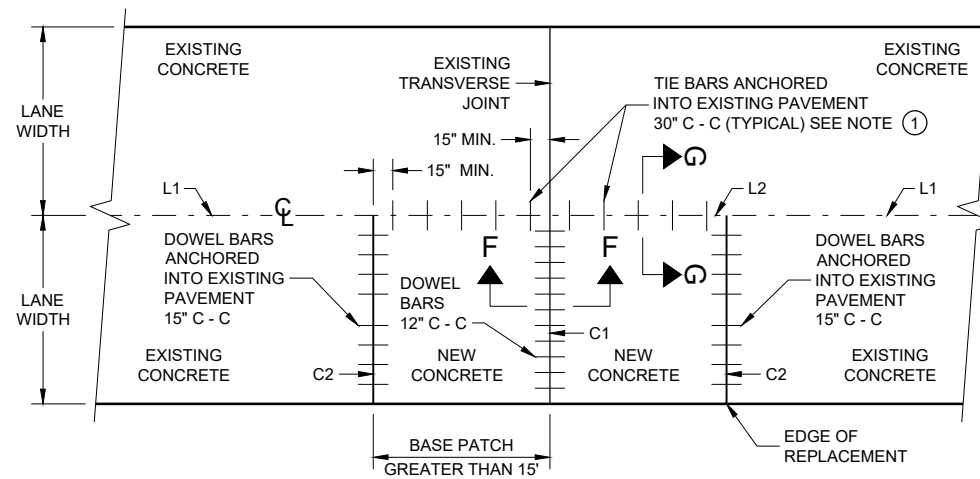 EXISTING
CONCRETE
EXISTING
TRANSVERSE
JOINT
TIE BARS ANCHORED
INTO EXISTING PAVEMENT
30" C - C (TYPICAL) SEE NOTE 1
EXISTING
CONCRETE
LANE
WIDTH
15" MIN.
15" MIN.
G
L1
CL
L2
L1
DOWEL BARS
ANCHORED
INTO EXISTING
PAVEMENT
15" C - C
F
F
G
DOWEL BARS
ANCHORED
INTO EXISTING
PAVEMENT
15" C - C
LANE
WIDTH
DOWEL
BARS
12" C - C
C1
EXISTING
CONCRETE
C2
NEW
CONCRETE
NEW
CONCRETE
C2
EXISTING
CONCRETE
BASE PATCH
GREATER THAN 15'
EDGE OF
REPLACEMENT